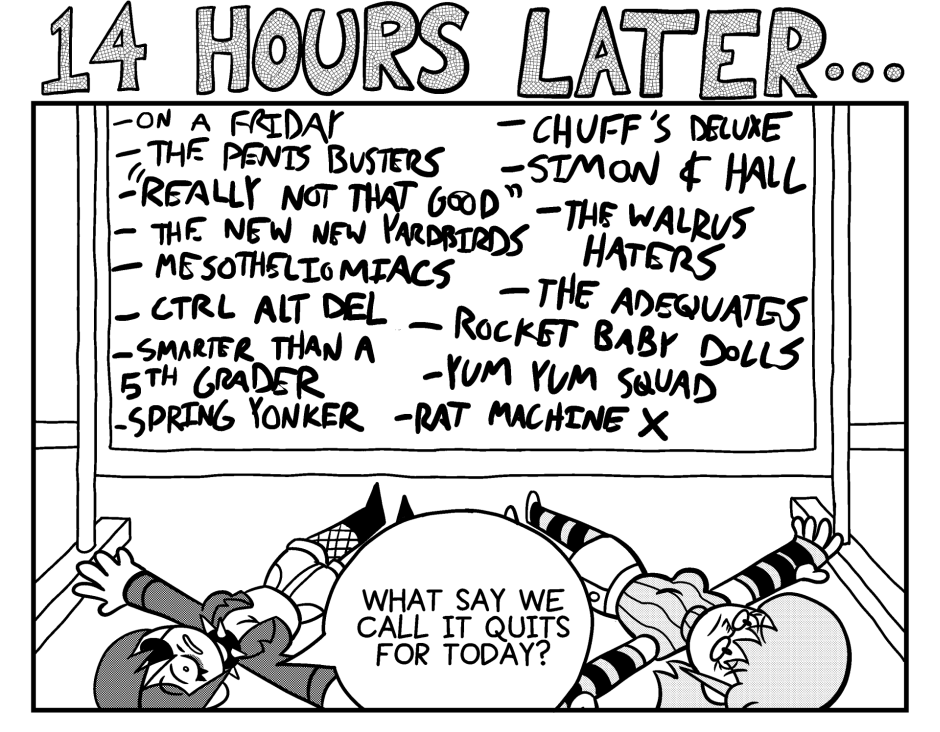 14 HOURS LATER...
-ON A FRIDAY
-THE PENIS BUSTERS
-"REALLY NOT THAT GOOD"
- THE NEW NEW YARDBIRDS
- MESOTHELIOMIACS
- CTRL ALT DEL
-SMARTER THAN A
5TH GRADER
-SPRING YONKER
- CHUFF'S DELUXE
-SIMON & HALL
-THE WALRUS
HATERS
-THE ADEQUATES
- ROCKET BABY DOLLS
-YUM YUM SQUAD
-RAT MACHINE X
WHAT SAY WE
CALL IT QUITS
FOR TODAY?